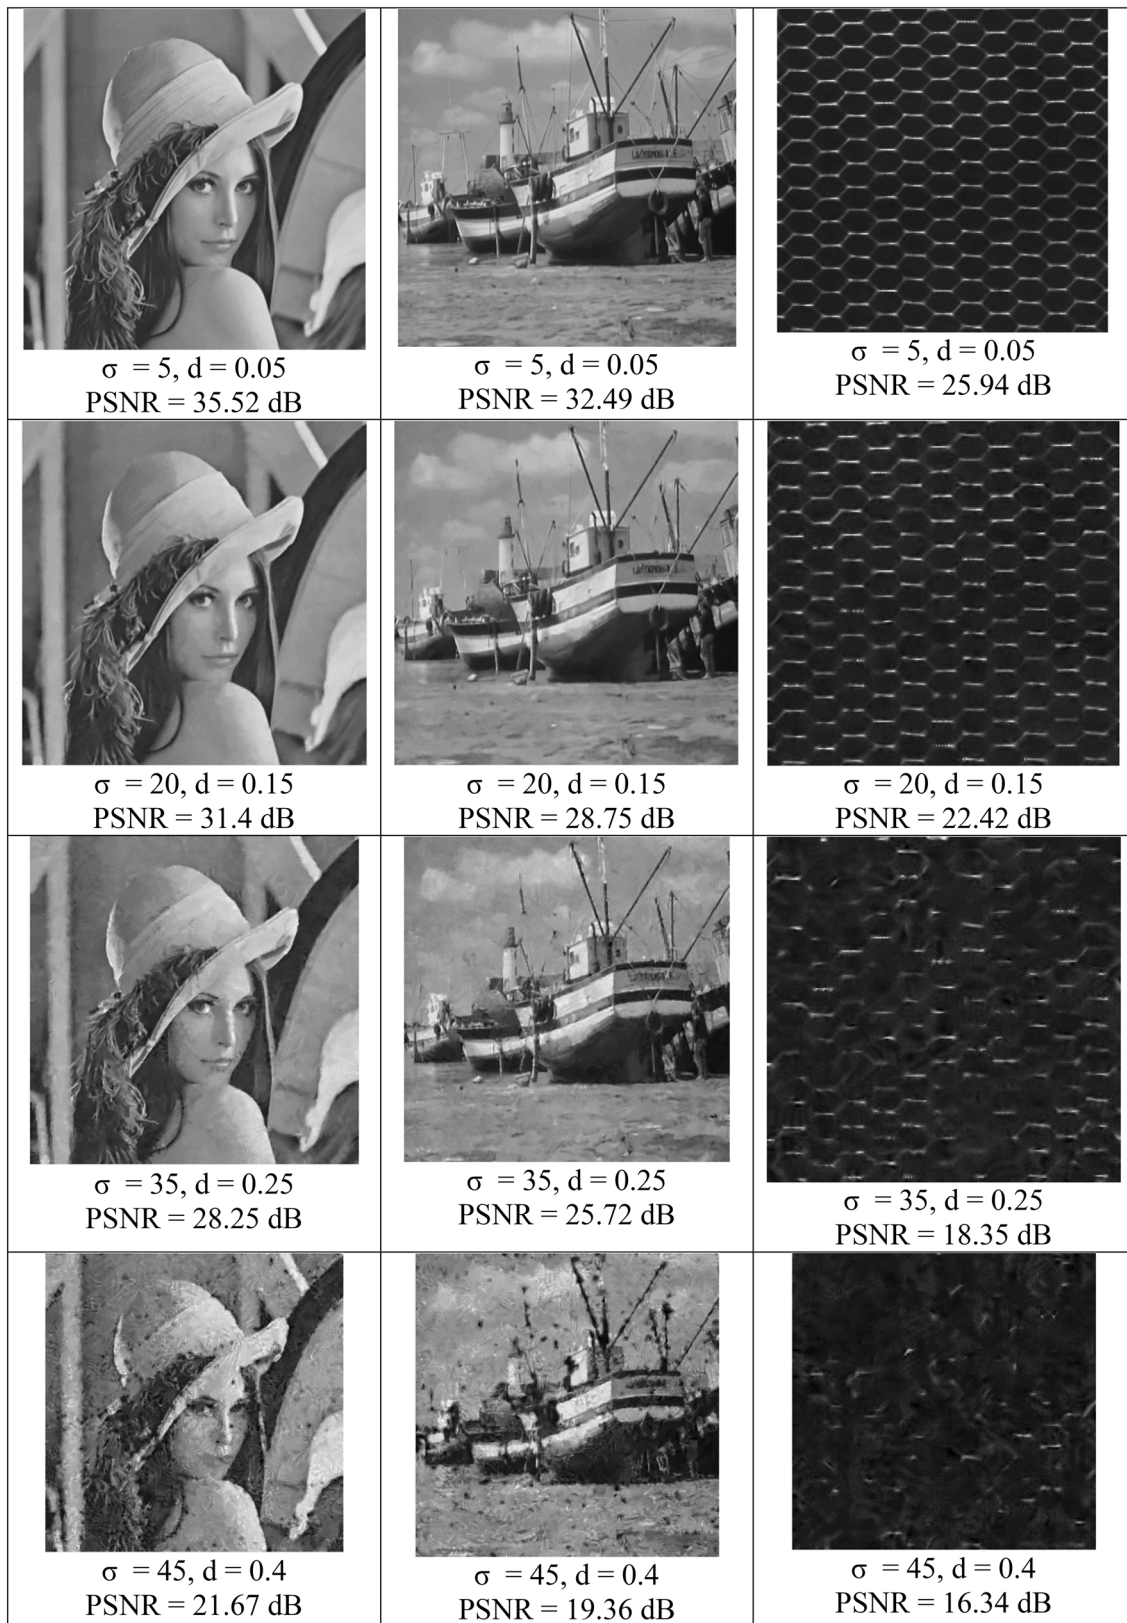 σ = 5, d = 0.05
PSNR = 35.52 dB
σ = 5, d = 0.05
PSNR = 32.49 dB
σ = 5, d = 0.05
PSNR = 25.94 dB
σ = 20, d = 0.15
PSNR = 31.4 dB
σ = 20, d = 0.15
PSNR = 28.75 dB
σ = 20, d = 0.15
PSNR = 22.42 dB
σ = 35, d = 0.25
PSNR = 28.25 dB
σ = 35, d = 0.25
PSNR = 25.72 dB
σ = 35, d = 0.25
PSNR = 18.35 dB
σ = 45, d = 0.4
PSNR = 21.67 dB
σ = 45, d = 0.4
PSNR = 19.36 dB
σ = 45, d = 0.4
PSNR = 16.34 dB